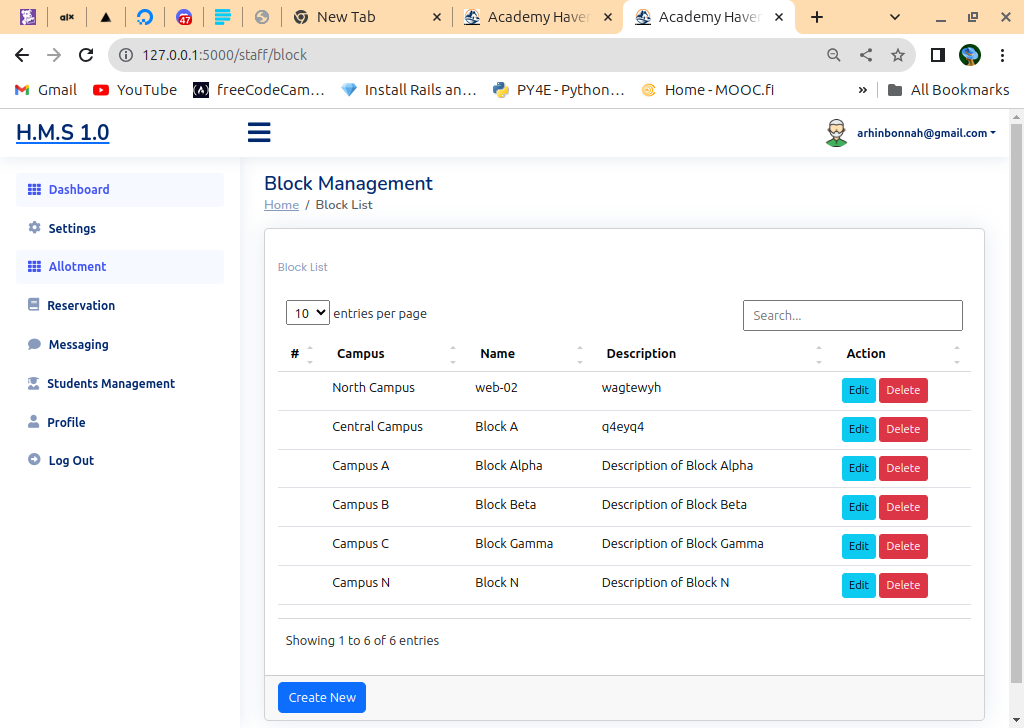 alx
47
New Tab
Academy Haven
Academy Haven
127.0.0.1:5000/staff/block
Gmail
YouTube
freeCodeCam...
Install Rails an...
PY4E - Python...
Home - MOOC.fi
»
All Bookmarks
H.M.S 1.0
arhinbonnah@gmail.com
Dashboard
Settings
Allotment
Reservation
Messaging
Students Management
Profile
Log Out
Block Management
Home / Block List
Block List
10 entries per page
Search...
# Campus Name Description Action
North Campus web-02 wagtewyh Edit Delete
Central Campus Block A q4eyq4 Edit Delete
Campus A Block Alpha Description of Block Alpha Edit Delete
Campus B Block Beta Description of Block Beta Edit Delete
Campus C Block Gamma Description of Block Gamma Edit Delete
Campus N Block N Description of Block N Edit Delete
Showing 1 to 6 of 6 entries
Create New